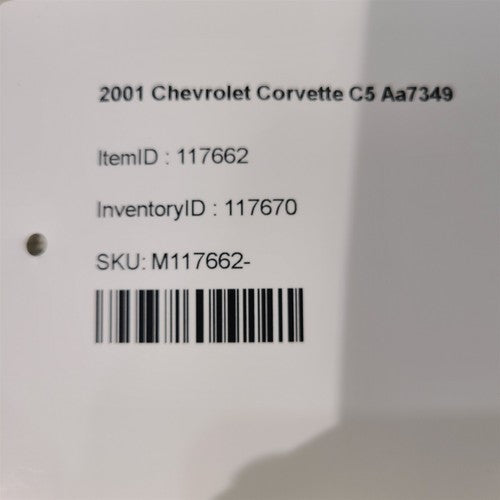 2001 Chevrolet Corvette C5 Aa7349
ItemID : 117662
InventoryID : 117670
SKU: M117662-